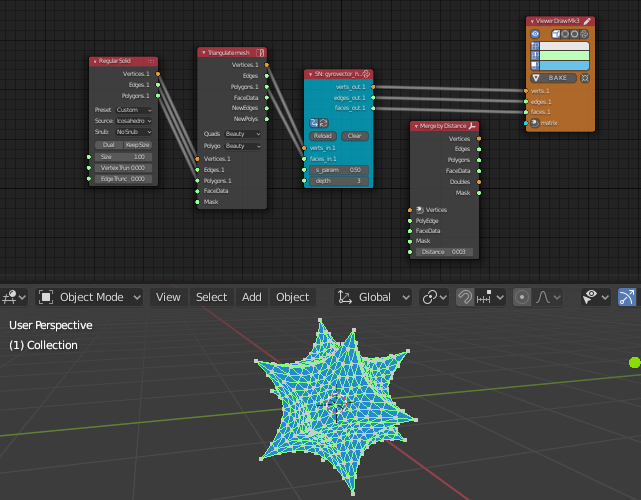 Regular Solid
Vertices.1
Edges.1
Polygons.1
Preset: Custom
Source: Icosahedro
Snub: No Snub
Dual Keep Size
Size 1.00
Vertex Trun 0.000
Edge Trunc 0.000
Triangulate mesh
Vertices.1
Edges
Polygons.1
FaceData
NewEdges
NewPolys
Quads Beauty
Polygo Beauty
Vertices.1
Edges.1
Polygons.1
FaceData
Mask
SN: gyrovector_n...
verts_out.1
edges_out.1
faces_out.1
Reload Clear
verts_in.1
faces_in.1
s_param 0.50
depth 3
Merge by Distance
Vertices
Edges
Polygons
FaceData
Doubles
Mask
Vertices
PolyEdge
FaceData
Mask
Distance 0.003
Viewer Draw Mk3
BAKE
verts.1
edges.1
faces.1
matrix
Object Mode View Select Add Object Global
User Perspective
(1) Collection